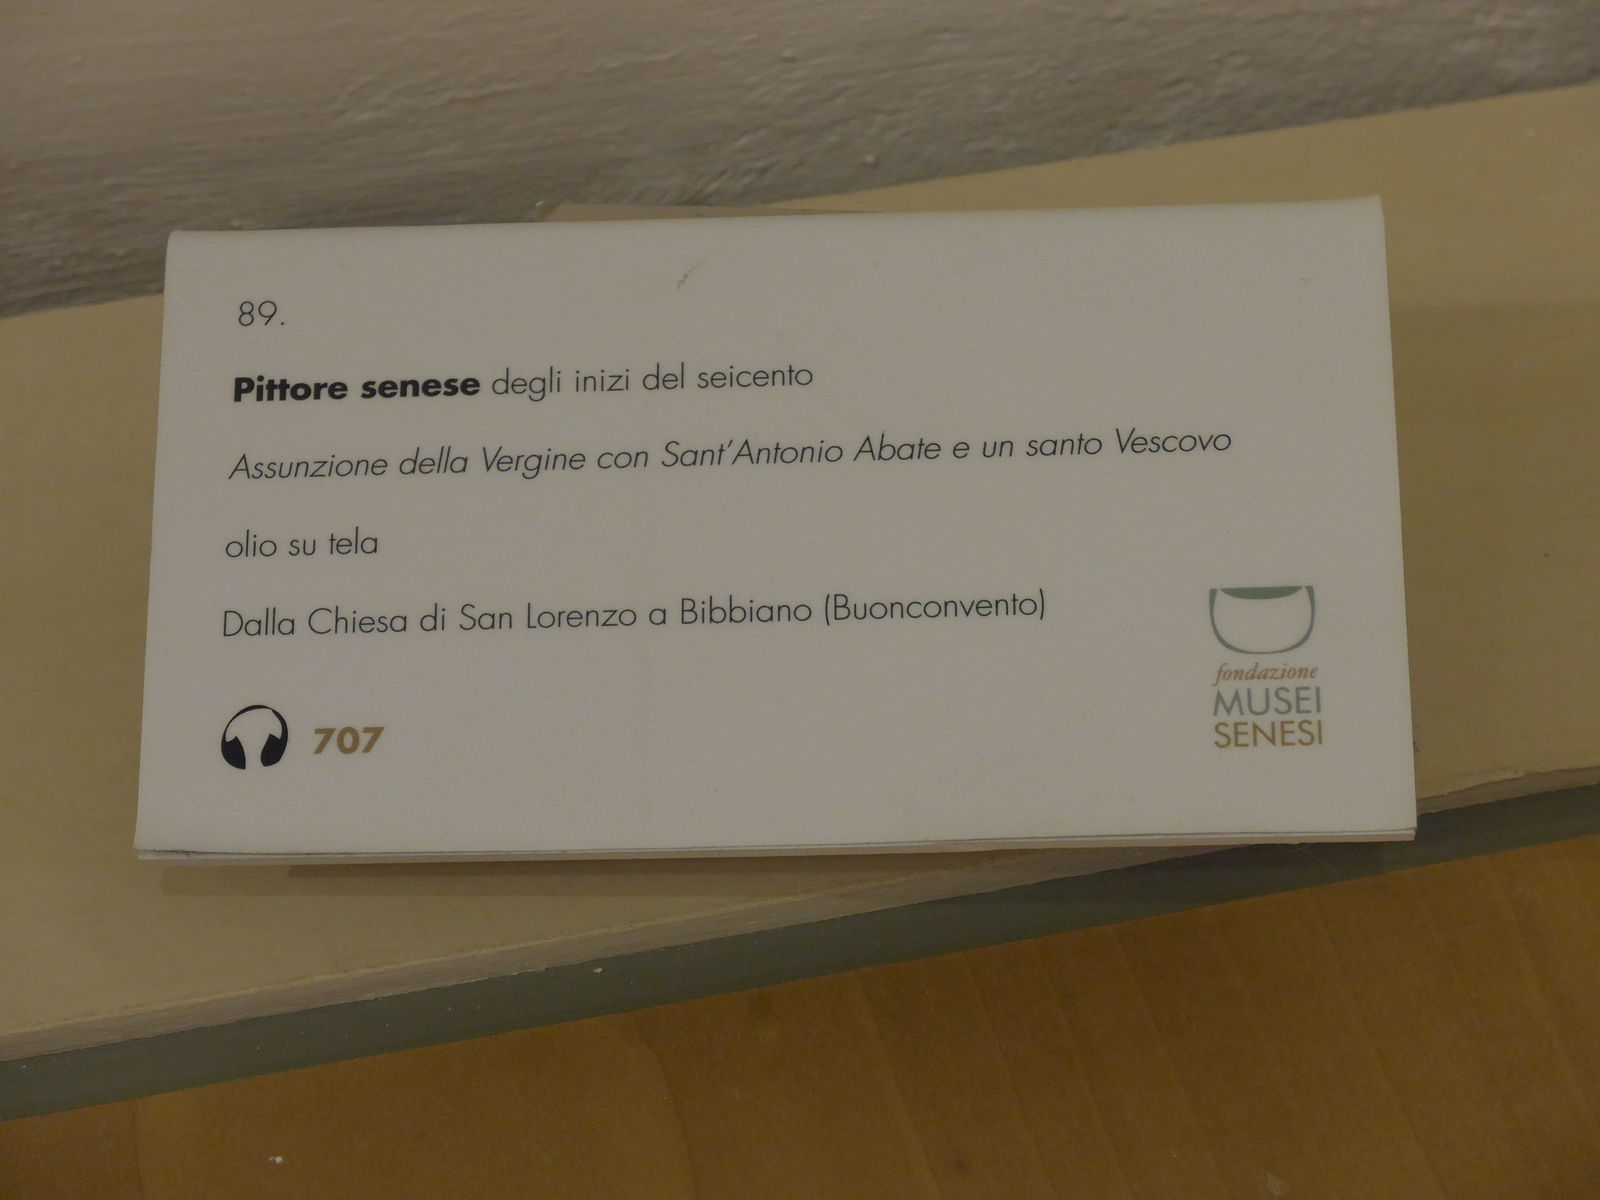 89.
Pittore senese degli inizi del seicento
Assunzione della Vergine con Sant'Antonio Abate e un santo Vescovo
olio su tela
Dalla Chiesa di San Lorenzo a Bibbiano (Buonconvento)
707
fondazione
MUSEI
SENESI